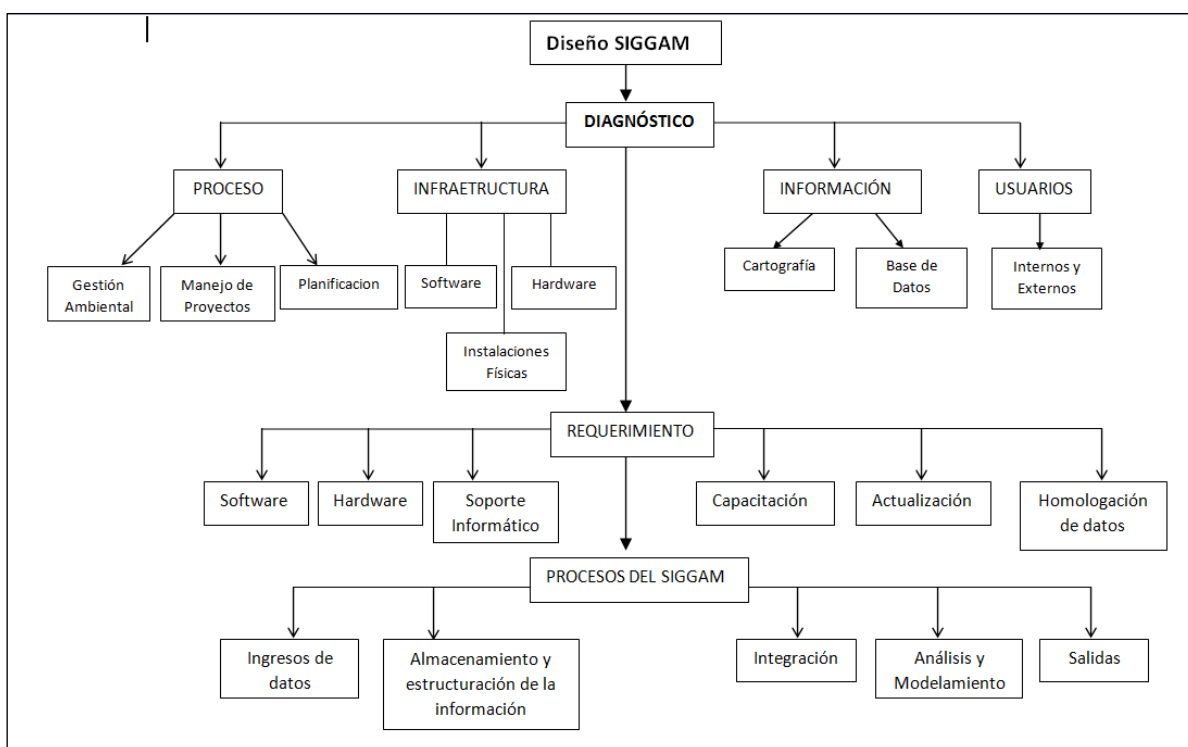 Diseño SIGGAM
DIAGNÓSTICO
PROCESO
INFRAETRUCTURA
INFORMACIÓN
USUARIOS
Gestión
Ambiental
Manejo de
Proyectos
Planificacion
Software
Hardware
Instalaciones
Físicas
Cartografía
Base de
Datos
Internos y
Externos
REQUERIMIENTO
Software
Hardware
Soporte
Informático
Capacitación
Actualización
Homologación
de datos
PROCESOS DEL SIGGAM
Ingresos de
datos
Almacenamiento y
estructuración de la
información
Integración
Análisis y
Modelamiento
Salidas